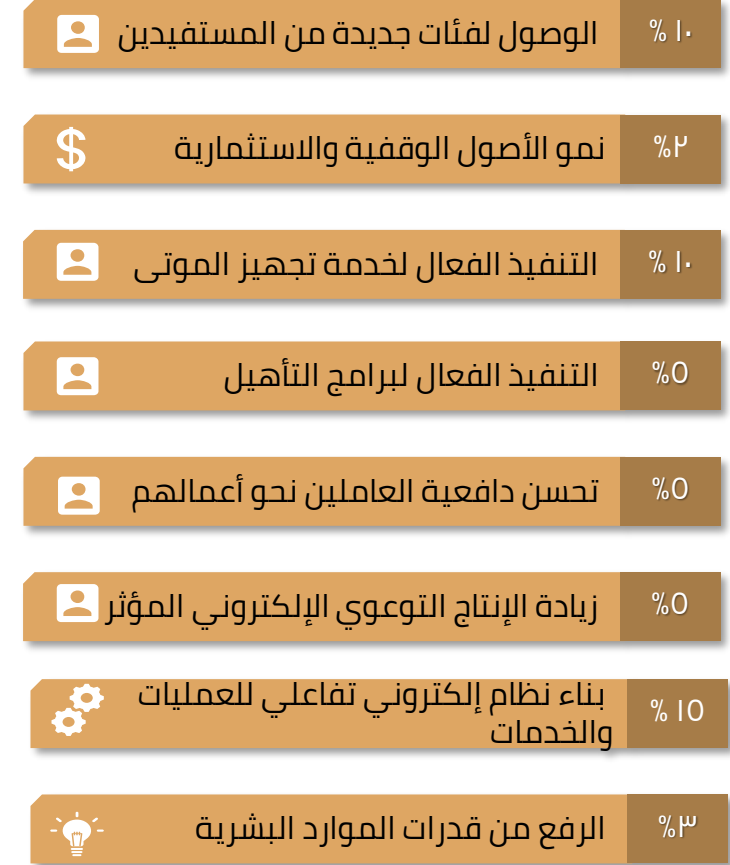 ١٠ % الوصول لفئات جديدة من المستفيدين
٢% نمو الأصول الوقفية والاستثمارية
١٠ % التنفيذ الفعال لخدمة تجهيز الموتى
٥% التنفيذ الفعال لبرامج التأهيل
٥% تحسن دافعية العاملين نحو أعمالهم
٥% زيادة الإنتاج التوعوي الإلكتروني المؤثر
١٥ % بناء نظام إلكتروني تفاعلي للعمليات
والخدمات
٣% الرفع من قدرات الموارد البشرية